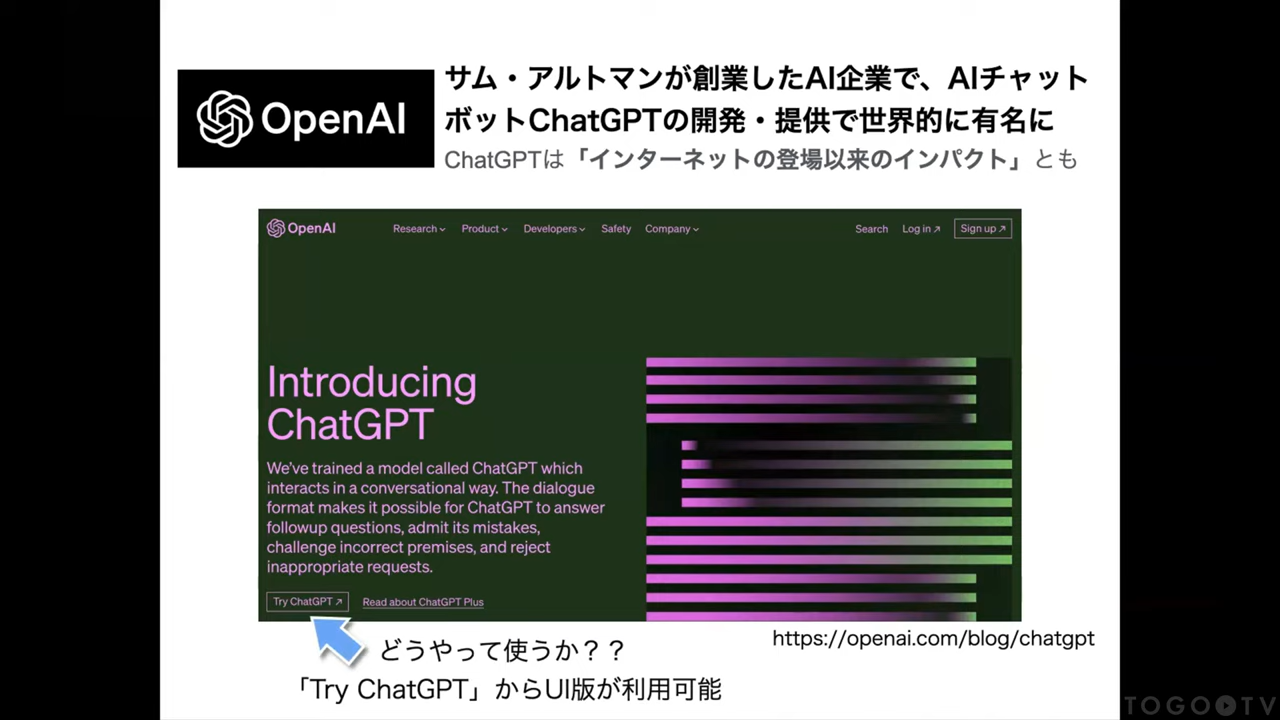 OpenAI
サム・アルトマンが創業したAI企業で、AIチャット
ボットChatGPTの開発・提供で世界的に有名に
ChatGPTは「インターネットの登場以来のインパクト」とも
OpenAI Research Product Developers Safety Company Search Log in ↗ Sign up ↗
Introducing
ChatGPT
We've trained a model called ChatGPT which
interacts in a conversational way. The dialogue
format makes it possible for ChatGPT to answer
followup questions, admit its mistakes,
challenge incorrect premises, and reject
inappropriate requests.
Try ChatGPT ↗ Read about ChatGPT Plus
https://openai.com/blog/chatgpt
どうやって使うか？？
「Try ChatGPT」からUI版が利用可能
TOGO TV